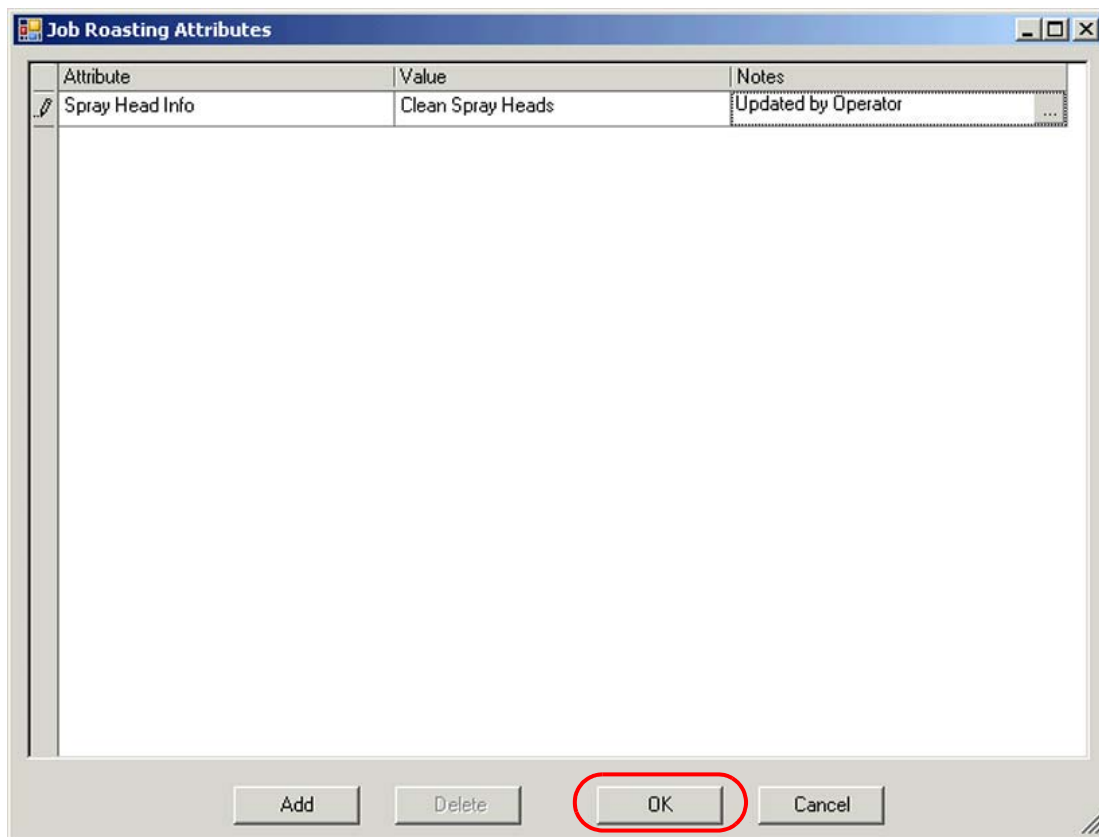 Job Roasting Attributes
Attribute Value Notes
Spray Head Info Clean Spray Heads Updated by Operator ...
Add Delete OK Cancel